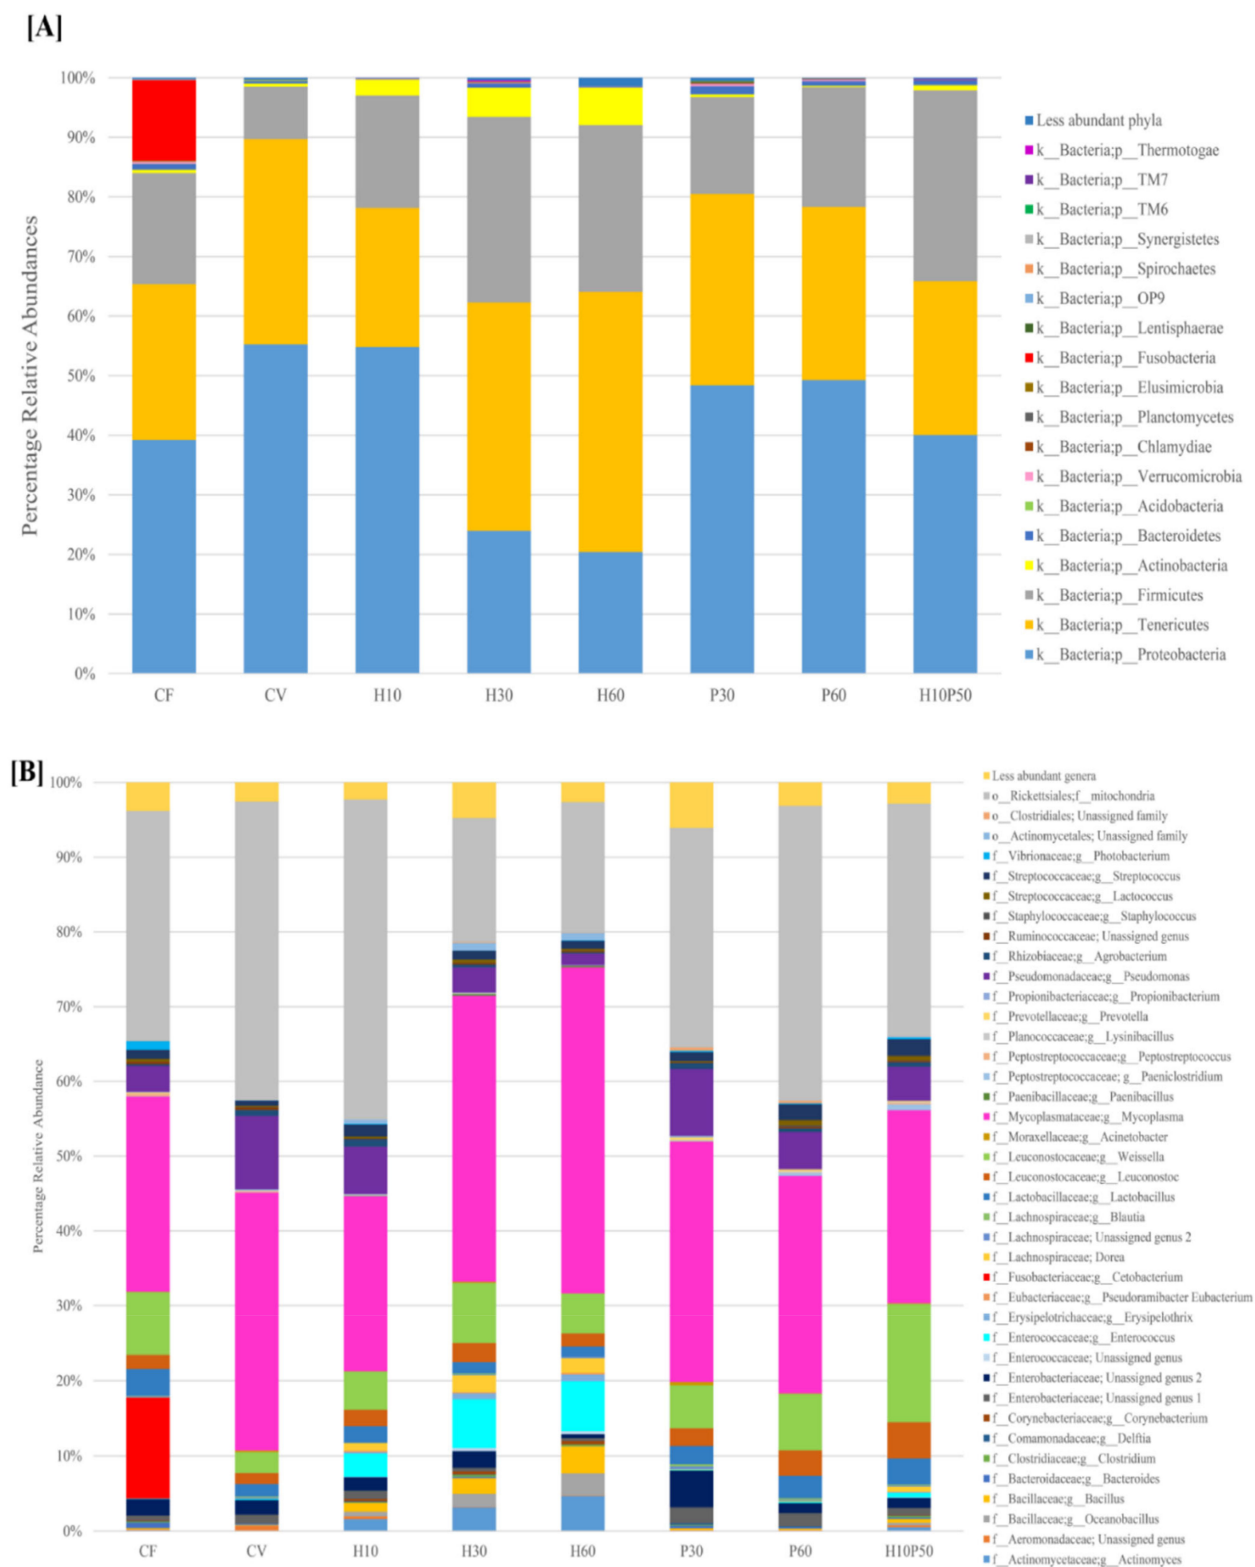 [A]
100%
90%
80%
70%
60%
50%
40%
30%
20%
10%
0%
Percentage Relative Abundances
CF CV H10 H30 H60 P30 P60 H10P50
Less abundant phyla
k__Bacteria;p__Thermotogae
k__Bacteria;p__TM7
k__Bacteria;p__TM6
k__Bacteria;p__Synergistetes
k__Bacteria;p__Spirochaetes
k__Bacteria;p__OP9
k__Bacteria;p__Lentisphaerae
k__Bacteria;p__Fusobacteria
k__Bacteria;p__Elusimicrobia
k__Bacteria;p__Planctomycetes
k__Bacteria;p__Chlamydiae
k__Bacteria;p__Verrucomicrobia
k__Bacteria;p__Acidobacteria
k__Bacteria;p__Bacteroidetes
k__Bacteria;p__Actinobacteria
k__Bacteria;p__Firmicutes
k__Bacteria;p__Tenericutes
k__Bacteria;p__Proteobacteria
[B]
100%
90%
80%
70%
60%
50%
40%
30%
20%
10%
0%
Percentage Relative Abundance
CF CV H10 H30 H60 P30 P60 H10P50
Less abundant genera
o__Rickettsiales;f__mitochondria
o__Clostridiales; Unassigned family
o__Actinomycetales; Unassigned family
f__Vibrionaceae;g__Photobacterium
f__Streptococcaceae;g__Streptococcus
f__Streptococcaceae;g__Lactococcus
f__Staphylococcaceae;g__Staphylococcus
f__Ruminococcaceae; Unassigned genus
f__Rhizobiaceae;g__Agrobacterium
f__Pseudomonadaceae;g__Pseudomonas
f__Propionibacteriaceae;g__Propionibacterium
f__Prevotellaceae;g__Prevotella
f__Planococcaceae;g__Lysinibacillus
f__Peptostreptococcaceae;g__Peptostreptococcus
f__Peptostreptococcaceae; g__Paeniclostridium
f__Paenibacillaceae;g__Paenibacillus
f__Mycoplasmataceae;g__Mycoplasma
f__Moraxellaceae;g__Acinetobacter
f__Leuconostocaceae;g__Weissella
f__Leuconostocaceae;g__Leuconostoc
f__Lactobacillaceae;g__Lactobacillus
f__Lachnospiraceae;g__Blautia
f__Lachnospiraceae; Unassigned genus 2
f__Lachnospiraceae; Dorea
f__Fusobacteriaceae;g__Cetobacterium
f__Eubacteriaceae;g__Pseudoramibacter Eubacterium
f__Erysipelotrichaceae;g__Erysipelothrix
f__Enterococcaceae;g__Enterococcus
f__Enterococcaceae; Unassigned genus
f__Enterobacteriaceae; Unassigned genus 2
f__Enterobacteriaceae; Unassigned genus 1
f__Corynebacteriaceae;g__Corynebacterium
f__Comamonadaceae;g__Delftia
f__Clostridiaceae;g__Clostridium
f__Bacteroidaceae;g__Bacteroides
f__Bacillaceae;g__Bacillus
f__Bacillaceae;g__Oceanobacillus
f__Aeromonadaceae; Unassigned genus
f__Actinomycetaceae;g__Actinomyces